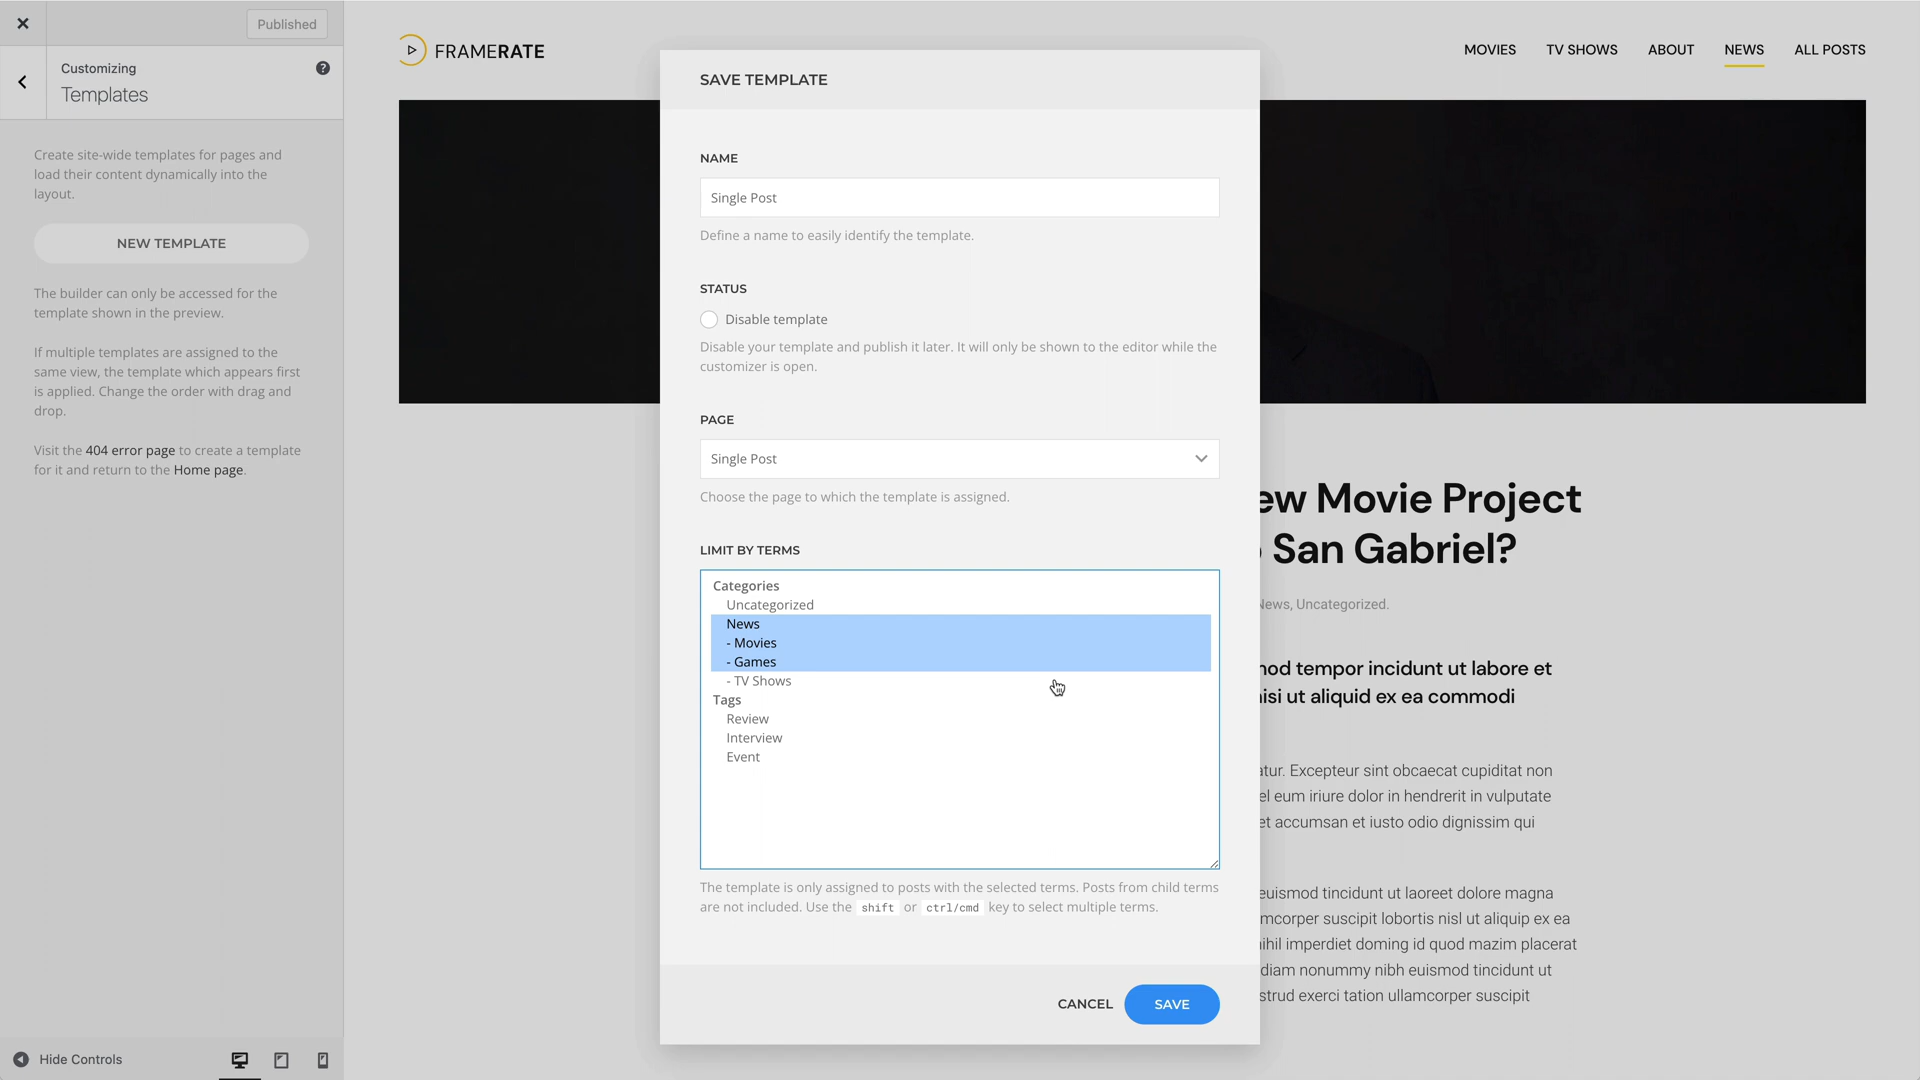 Published
Customizing
Templates
Create site-wide templates for pages and
load their content dynamically into the
layout.
NEW TEMPLATE
The builder can only be accessed for the
template shown in the preview.
If multiple templates are assigned to the
same view, the template which appears first
is applied. Change the order with drag and
drop.
Visit the 404 error page to create a template
for it and return to the Home page.
Hide Controls
FRAMERATE
MOVIES TV SHOWS ABOUT NEWS ALL POSTS
SAVE TEMPLATE
NAME
Single Post
Define a name to easily identify the template.
STATUS
Disable template
Disable your template and publish it later. It will only be shown to the editor while the
customizer is open.
PAGE
Single Post
Choose the page to which the template is assigned.
LIMIT BY TERMS
Categories
Uncategorized
News
- Movies
- Games
- TV Shows
Tags
Review
Interview
Event
The template is only assigned to posts with the selected terms. Posts from child terms
are not included. Use the shift or ctrl/cmd key to select multiple terms.
CANCEL
SAVE
Movie Project
San Gabriel?
News, Uncategorized.
tempor incidunt ut labore et
ut aliquid ex ea commodi
Excepteur sint obcaecat cupiditat non
eum iriure dolor in hendrerit in vulputate
et accumsan et iusto odio dignissim qui
euismod tincidunt ut laoreet dolore magna
suscipit lobortis nisl ut aliquip ex ea
imperdiet doming id quod mazim placerat
diam nonummy nibh euismod tincidunt ut
exerci tation ullamcorper suscipit